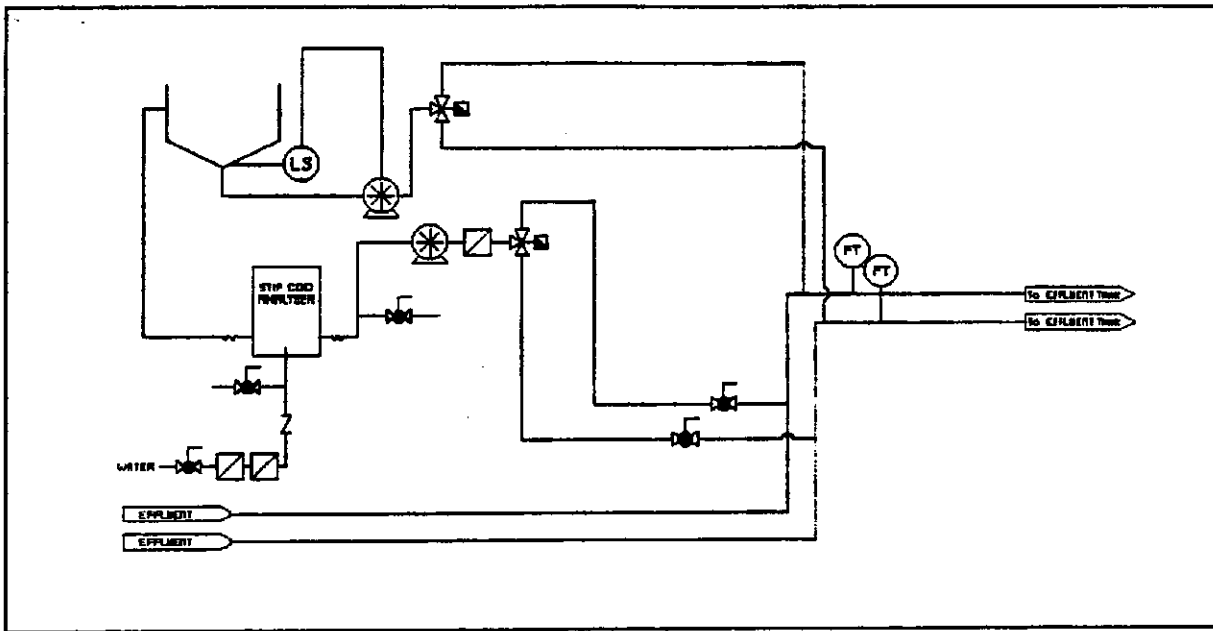 LS
STIP COD
ANALYSER
FT
FT
TO EFFLUENT TANK
TO EFFLUENT TANK
WATER
EFFLUENT
EFFLUENT